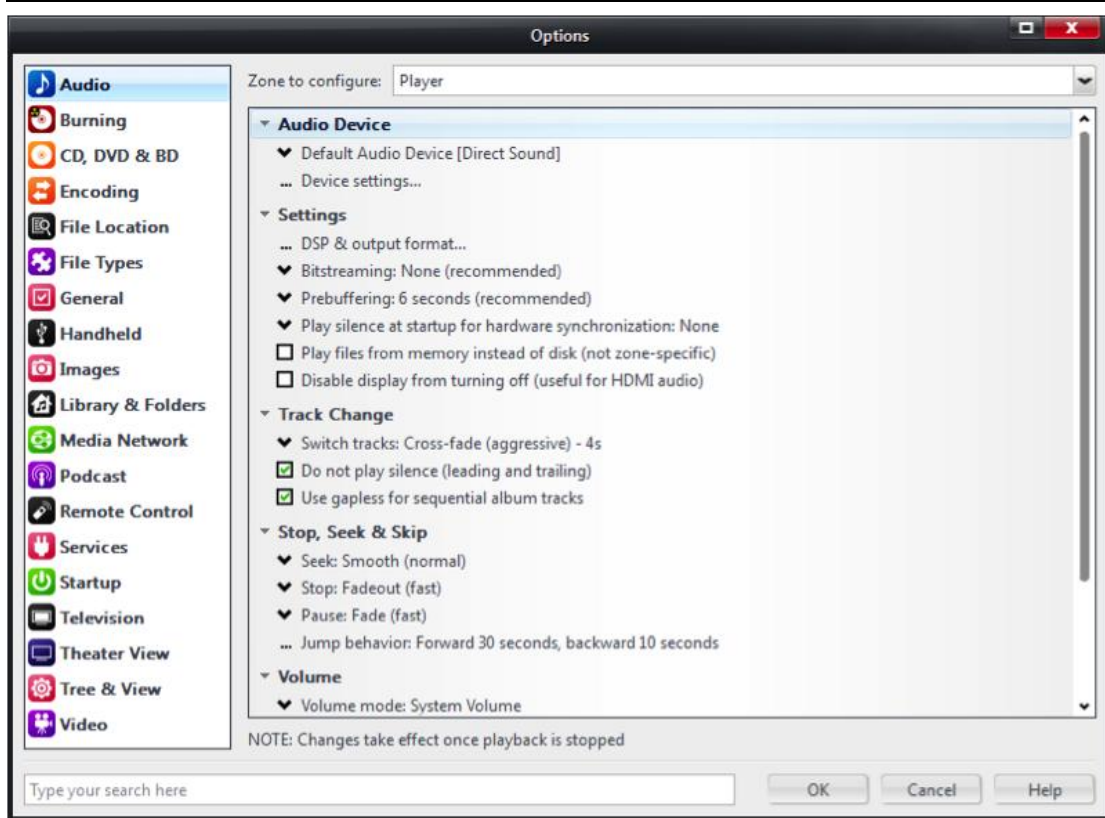 Options
Audio
Burning
CD, DVD & BD
Encoding
File Location
File Types
General
Handheld
Images
Library & Folders
Media Network
Podcast
Remote Control
Services
Startup
Television
Theater View
Tree & View
Video
Zone to configure: Player
Audio Device
Default Audio Device [Direct Sound]
... Device settings...
Settings
... DSP & output format...
Bitstreaming: None (recommended)
Prebuffering: 6 seconds (recommended)
Play silence at startup for hardware synchronization: None
Play files from memory instead of disk (not zone-specific)
Disable display from turning off (useful for HDMI audio)
Track Change
Switch tracks: Cross-fade (aggressive) - 4s
Do not play silence (leading and trailing)
Use gapless for sequential album tracks
Stop, Seek & Skip
Seek: Smooth (normal)
Stop: Fadeout (fast)
Pause: Fade (fast)
... Jump behavior: Forward 30 seconds, backward 10 seconds
Volume
Volume mode: System Volume
NOTE: Changes take effect once playback is stopped
Type your search here
OK Cancel Help